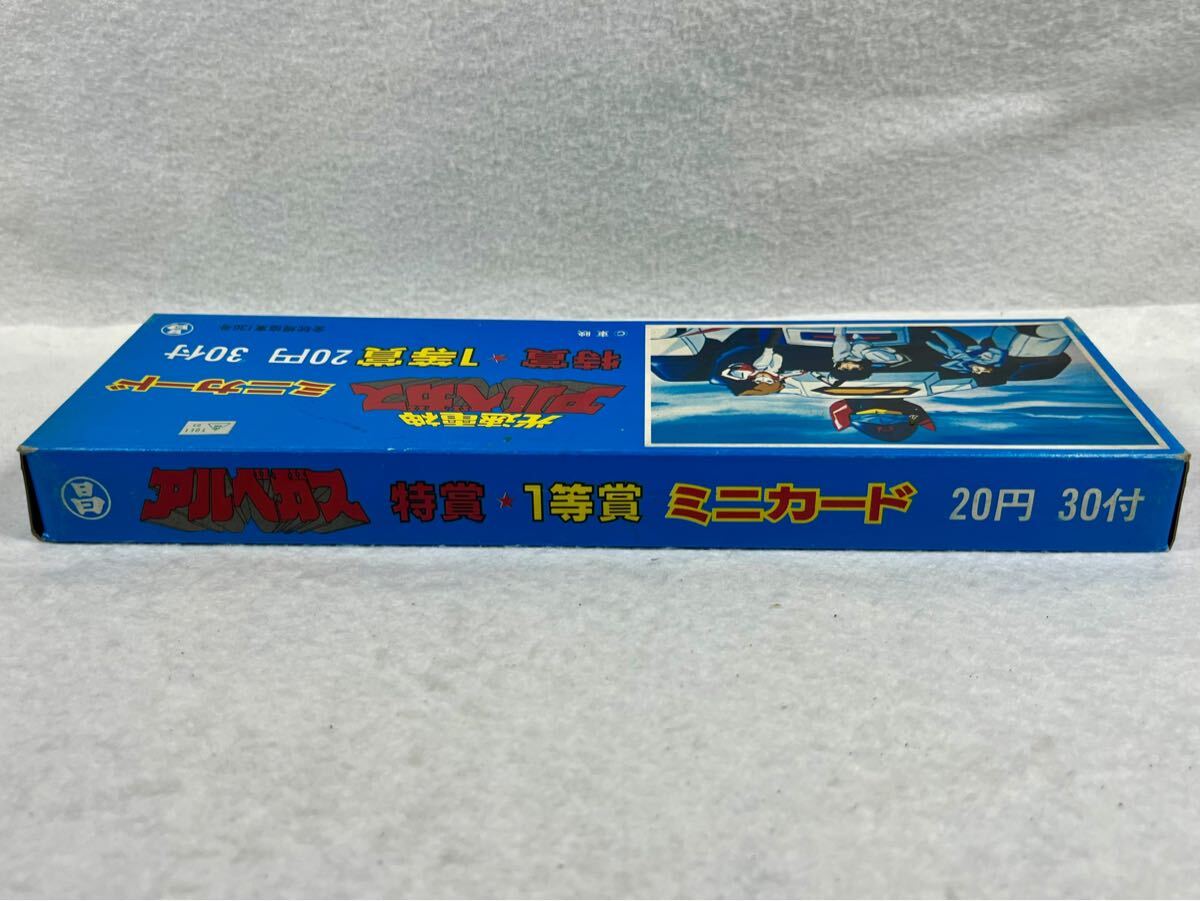 光速電神
アルベガス
ミニカード
特賞★1等賞 20円 30付
©東映
昌
昌 アルベガス 特賞★1等賞 ミニカード 20円 30付